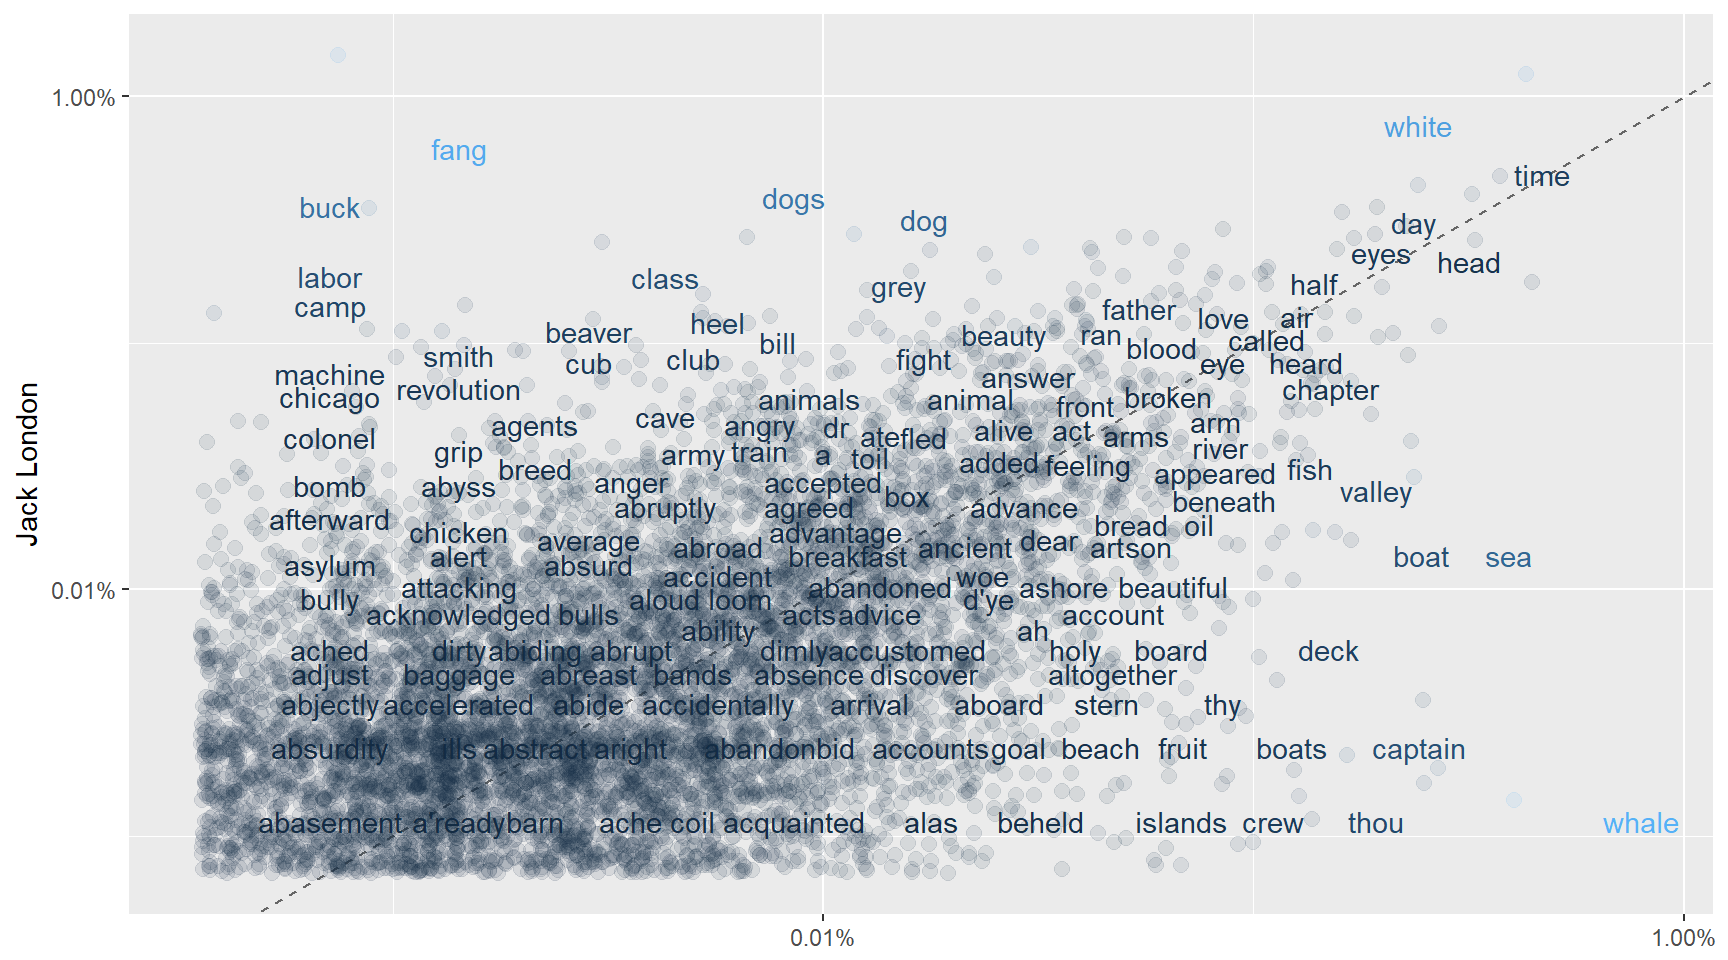 1.00%
white
fang
time
dogs
buck
dog
day
eyes
head
labor
class
half
grey
camp
father
love air
heel
beaver
beauty ran
called
bill
blood
smith
cub
club
fight
eye heard
machine
answer
revolution
chapter
chicago
animals
animal
broken
front
cave
arm
agents
angry
dr
alive act
colonel
ate fled
arms
river
grip
train
army
a
toil
added feeling
breed
fish
appeared
bomb
abyss
anger
accepted
valley
box
beneath
abruptly
agreed
advance
afterward
bread oil
chicken
advantage
average
dear
abroad
ancient
artson
alert
breakfast
boat
sea
asylum
absurd
accident
woe
0.01%
attacking
abandoned
ashore beautiful
bully
aloud loom
d'ye
acknowledged bulls
acts advice
account
ability
ah
ached
dirty abiding abrupt
dimly accustomed
holy
board
deck
adjust
baggage
abreast bands
absence discover
altogether
abjectly accelerated
abide accidentally
arrival
aboard
stern
thy
absurdity
ills abstract aright
abandon bid
accounts goal beach fruit
boats
captain
abasement a'ready barn
ache coil acquainted
alas
beheld
islands crew
thou
whale
0.01%
1.00%
Jack London